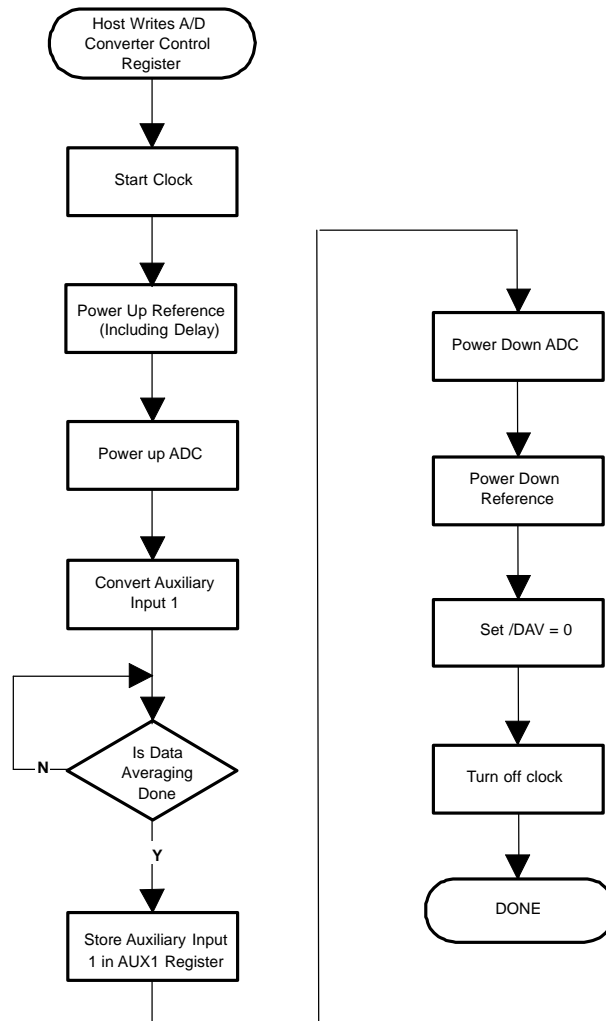 Host Writes A/D
Converter Control
Register
Start Clock
Power Up Reference
(Including Delay)
Power up ADC
Convert Auxiliary
Input 1
Is Data
Averaging
Done
N
Y
Store Auxiliary Input
1 in AUX1 Register
Power Down ADC
Power Down
Reference
Set /DAV = 0
Turn off clock
DONE